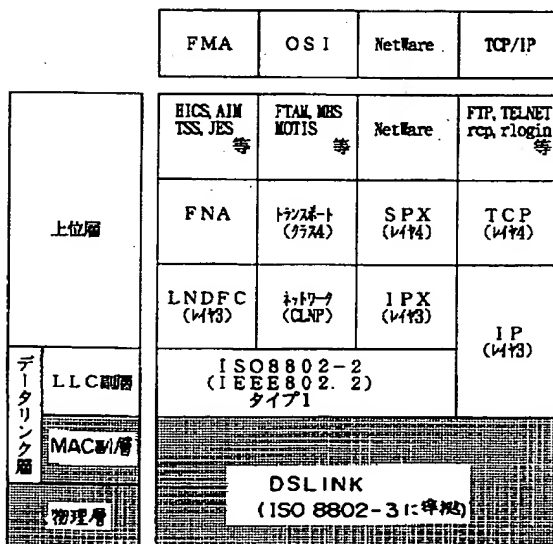 FMA
OSI
NetWare
TCP/IP
上位層
HICS, AIM
TSS, JES
等
FTAM, MHS
MOTIS
等
NetWare
FTP, TELNET
rcp, rlogin
等
FNA
トランスポート
(クラス4)
SPX
(レイヤ4)
TCP
(レイヤ4)
LNDFC
(レイヤ3)
ネットワーク
(CLNP)
IPX
(レイヤ3)
IP
(レイヤ3)
データリンク層
LLC副層
ISO8802-2
(IEEE802.2)
タイプ1
MAC副層
物理層
DSLINK
(ISO 8802-3に準拠)